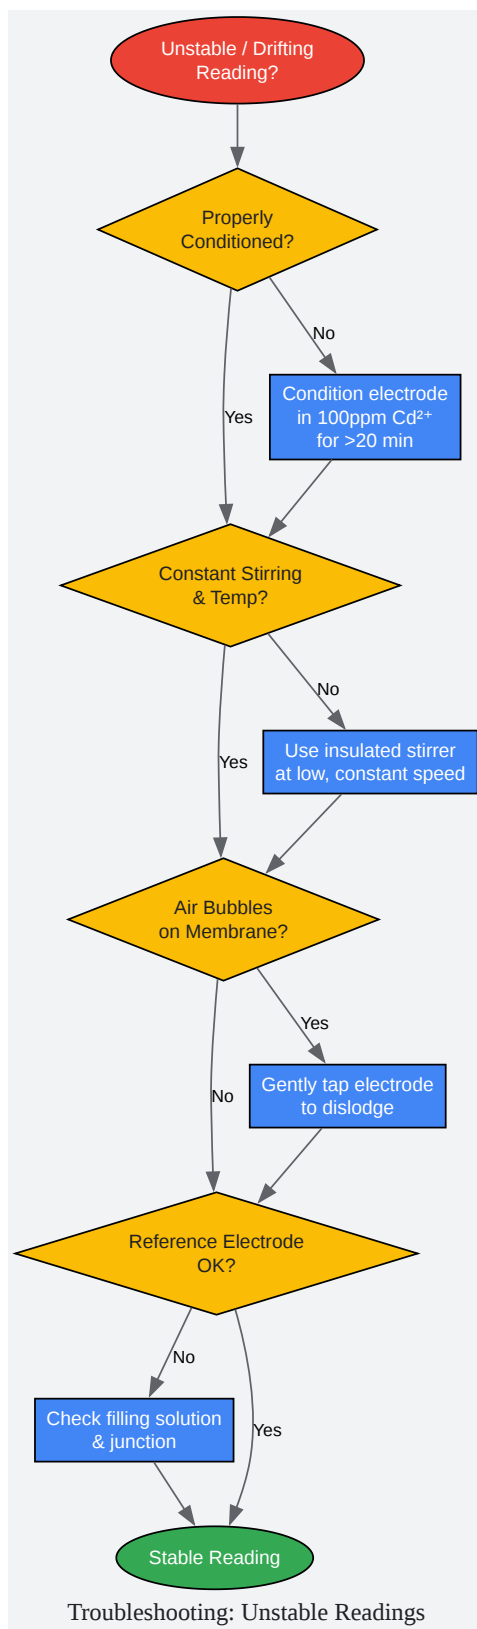 Unstable / Drifting
Reading?
Properly
Conditioned?
No
Condition electrode
in 100ppm Cd²⁺
for >20 min
Yes
Constant Stirring
& Temp?
No
Use insulated stirrer
at low, constant speed
Yes
Air Bubbles
on Membrane?
Yes
Gently tap electrode
to dislodge
No
Reference Electrode
OK?
No
Check filling solution
& junction
Yes
Stable Reading
Troubleshooting: Unstable Readings